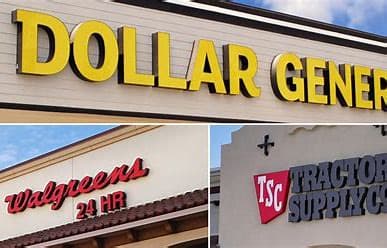 DOLLAR GENER
Walgreens
24 HR
TSC TRACTOR
SUPPLY CO